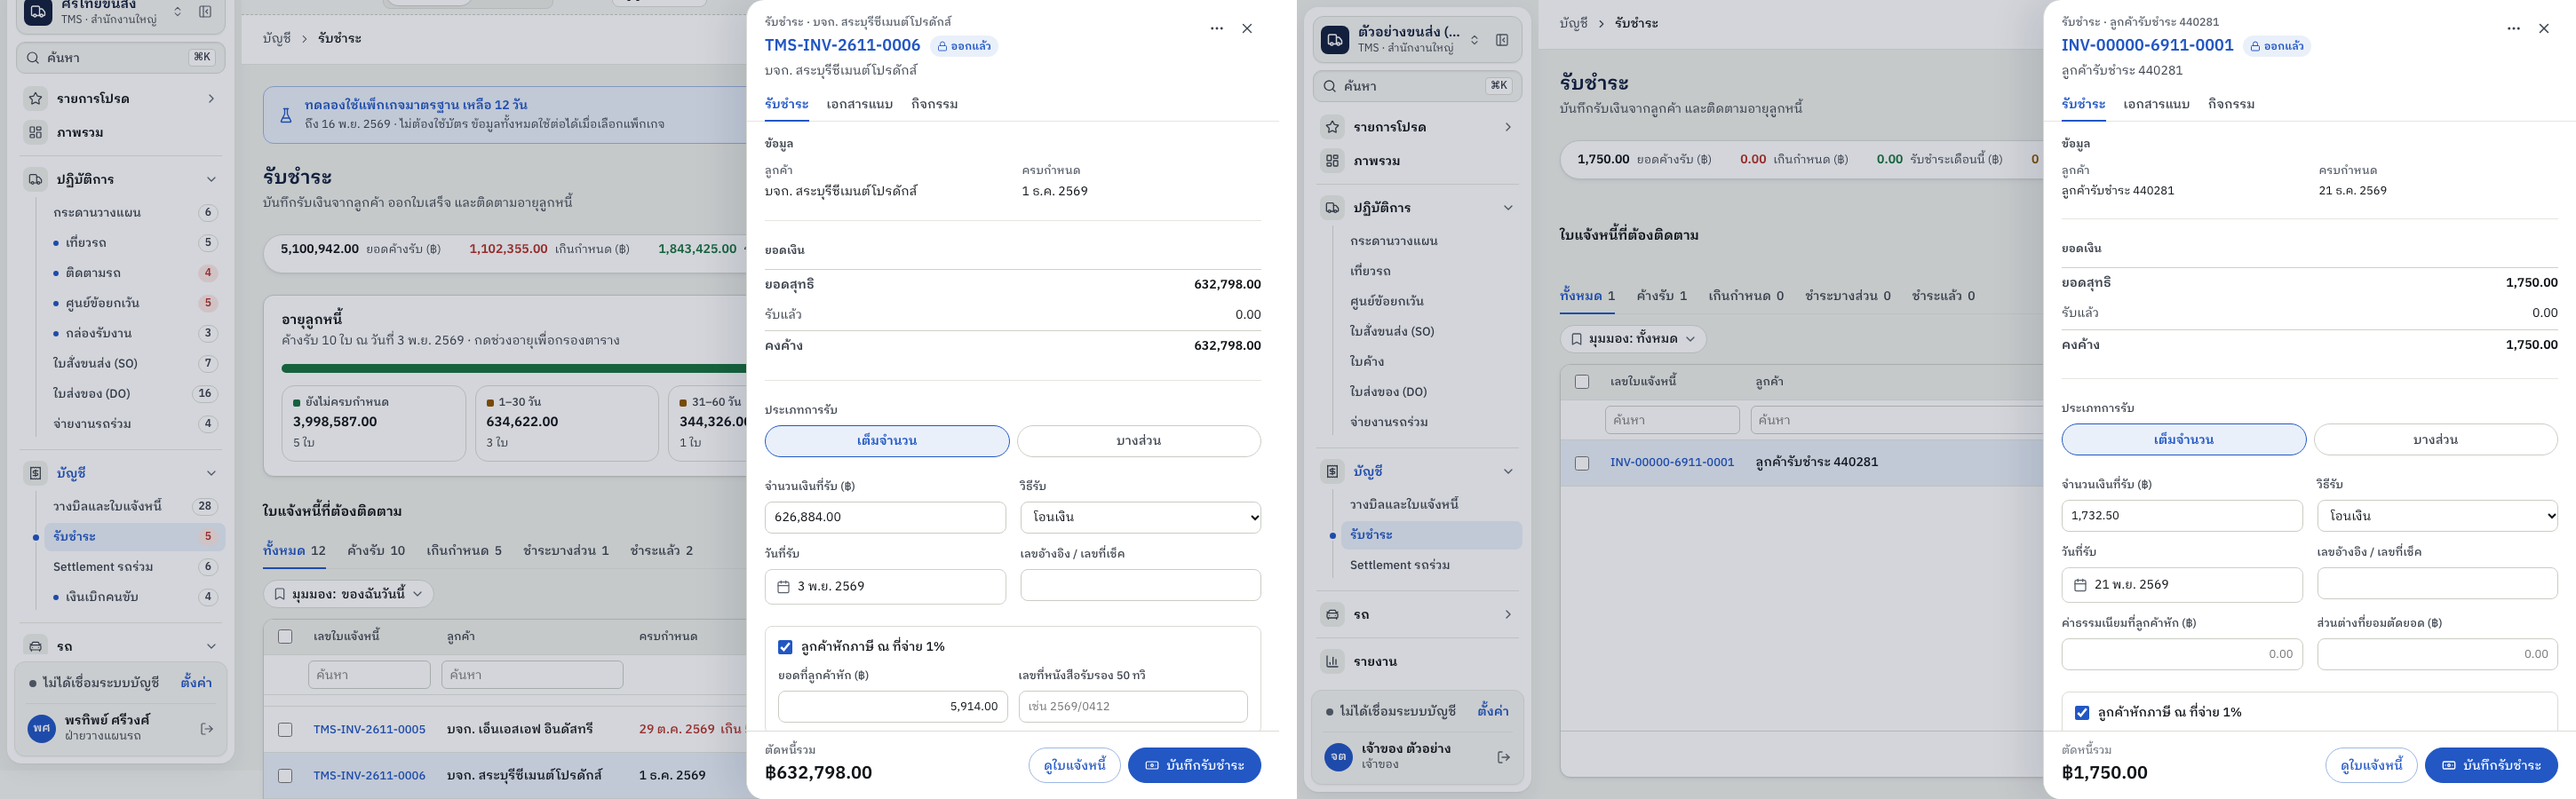 ศรีไทยขนส่ง
TMS · สำนักงานใหญ่
ค้นหา
⌘K
รายการโปรด
ภาพรวม
ปฏิบัติการ
กระดานวางแผน 6
เที่ยวรถ 5
ติดตามรถ 4
ศูนย์ข้อยกเว้น 5
กล่องรับงาน 3
ใบสั่งขนส่ง (SO) 7
ใบส่งของ (DO) 16
จ่ายงานรถร่วม 4
บัญชี
วางบิลและใบแจ้งหนี้ 28
รับชำระ 5
Settlement รถร่วม 6
เงินเบิกคนขับ 4
รถ
ไม่ได้เชื่อมระบบบัญชี ตั้งค่า
พศ
พรทิพย์ ศรีวงศ์
ฝ่ายวางแผนรถ
บัญชี > รับชำระ
ทดลองใช้แพ็กเกจมาตรฐาน เหลือ 12 วัน
ถึง 16 พ.ย. 2569 · ไม่ต้องใช้บัตร ข้อมูลทั้งหมดใช้ต่อได้เมื่อเลือกแพ็กเกจ
รับชำระ
บันทึกรับเงินจากลูกค้า ออกใบเสร็จ และติดตามอายุลูกหนี้
5,100,942.00 ยอดค้างรับ (฿) 1,102,355.00 เกินกำหนด (฿) 1,843,425.00
อายุลูกหนี้
ค้างรับ 10 ใบ ณ วันที่ 3 พ.ย. 2569 · กดช่วงอายุเพื่อกรองตาราง
ยังไม่ครบกำหนด
3,998,587.00
5 ใบ
1–30 วัน
634,622.00
3 ใบ
31–60 วัน
344,326.00
1 ใบ
ใบแจ้งหนี้ที่ต้องติดตาม
ทั้งหมด 12 ค้างรับ 10 เกินกำหนด 5 ชำระบางส่วน 1 ชำระแล้ว 2
มุมมอง: ของฉันวันนี้
เลขใบแจ้งหนี้ ลูกค้า ครบกำหนด
ค้นหา ค้นหา
TMS-INV-2611-0005 บจก. เอ็นเอสเอฟ อินดัสทรี 29 ต.ค. 2569 เกิน
TMS-INV-2611-0006 บจก. สระบุรีซีเมนต์โปรดักส์ 1 ธ.ค. 2569
รับชำระ · บจก. สระบุรีซีเมนต์โปรดักส์
TMS-INV-2611-0006 ออกแล้ว
บจก. สระบุรีซีเมนต์โปรดักส์
รับชำระ เอกสารแนบ กิจกรรม
ข้อมูล
ลูกค้า ครบกำหนด
บจก. สระบุรีซีเมนต์โปรดักส์ 1 ธ.ค. 2569
ยอดเงิน
ยอดสุทธิ 632,798.00
รับแล้ว 0.00
คงค้าง 632,798.00
ประเภทการรับ
เต็มจำนวน บางส่วน
จำนวนเงินที่รับ (฿) วิธีรับ
626,884.00 โอนเงิน
วันที่รับ เลขอ้างอิง / เลขที่เช็ค
3 พ.ย. 2569
ลูกค้าหักภาษี ณ ที่จ่าย 1%
ยอดที่ลูกค้าหัก (฿) เลขที่หนังสือรับรอง 50 ทวิ
5,914.00 เช่น 2569/0412
ตัดหนี้รวม
฿632,798.00
ดูใบแจ้งหนี้ บันทึกรับชำระ
ตัวอย่างขนส่ง (...
TMS · สำนักงานใหญ่
ค้นหา
⌘K
รายการโปรด
ภาพรวม
ปฏิบัติการ
กระดานวางแผน
เที่ยวรถ
ศูนย์ข้อยกเว้น
ใบสั่งขนส่ง (SO)
ใบค้าง
ใบส่งของ (DO)
จ่ายงานรถร่วม
บัญชี
วางบิลและใบแจ้งหนี้
รับชำระ
Settlement รถร่วม
รถ
รายงาน
ไม่ได้เชื่อมระบบบัญชี ตั้งค่า
จต
เจ้าของ ตัวอย่าง
เจ้าของ
บัญชี > รับชำระ
รับชำระ
บันทึกรับเงินจากลูกค้า และติดตามอายุลูกหนี้
1,750.00 ยอดค้างรับ (฿) 0.00 เกินกำหนด (฿) 0.00 รับชำระเดือนนี้ (฿) 0
ใบแจ้งหนี้ที่ต้องติดตาม
ทั้งหมด 1 ค้างรับ 1 เกินกำหนด 0 ชำระบางส่วน 0 ชำระแล้ว 0
มุมมอง: ทั้งหมด
เลขใบแจ้งหนี้ ลูกค้า
ค้นหา ค้นหา
INV-00000-6911-0001 ลูกค้ารับชำระ 440281
รับชำระ · ลูกค้ารับชำระ 440281
INV-00000-6911-0001 ออกแล้ว
ลูกค้ารับชำระ 440281
รับชำระ เอกสารแนบ กิจกรรม
ข้อมูล
ลูกค้า ครบกำหนด
ลูกค้ารับชำระ 440281 21 ธ.ค. 2569
ยอดเงิน
ยอดสุทธิ 1,750.00
รับแล้ว 0.00
คงค้าง 1,750.00
ประเภทการรับ
เต็มจำนวน บางส่วน
จำนวนเงินที่รับ (฿) วิธีรับ
1,732.50 โอนเงิน
วันที่รับ เลขอ้างอิง / เลขที่เช็ค
21 พ.ย. 2569
ค่าธรรมเนียมที่ลูกค้าหัก (฿) ส่วนต่างที่ยอมตัดยอด (฿)
0.00 0.00
ลูกค้าหักภาษี ณ ที่จ่าย 1%
ตัดหนี้รวม
฿1,750.00
ดูใบแจ้งหนี้ บันทึกรับชำระ